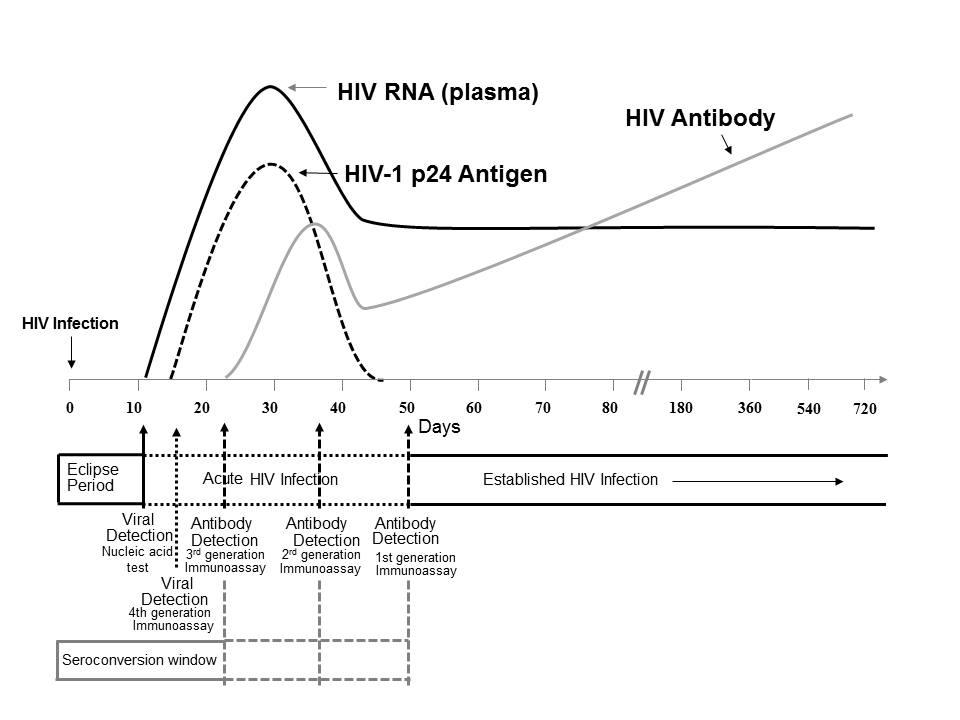 HIV RNA (plasma)
HIV Antibody
HIV-1 p24 Antigen
HIV Infection
0 10 20 30 40 50 60 70 80 180 360 540 720
Days
Eclipse
Period
Acute HIV Infection
Established HIV Infection
Viral
Detection
Nucleic acid
test
Viral
Detection
4th generation
Immunoassay
Antibody
Detection
3rd generation
Immunoassay
Antibody
Detection
2rd generation
Immunoassay
Antibody
Detection
1st generation
Immunoassay
Seroconversion window